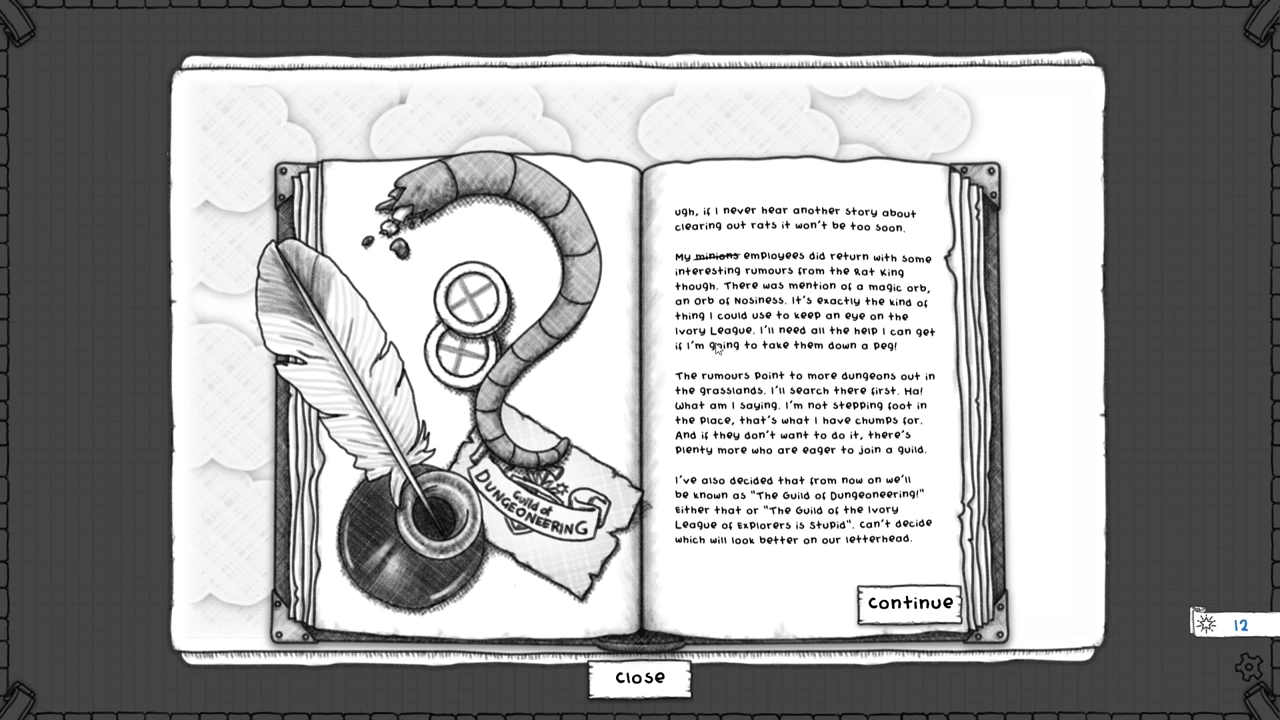 ugh, if I never hear another story about
clearing out rats it won't be too soon.
My minions employees did return with some
interesting rumours from the Rat King
though. There was mention of a magic orb,
an Orb of Nosiness. It's exactly the kind of
thing I could use to keep an eye on the
Ivory League. I'll need all the help I can get
if I'm going to take them down a peg!
The rumours point to more dungeons out in
the grasslands. I'll search there first. Ha!
What am I saying. I'm not stepping foot in
the place, that's what I have chumps for.
And if they don't want to do it, there's
plenty more who are eager to join a guild.
I've also decided that from now on we'll
be known as "The Guild of Dungeoneering!"
Either that or "The Guild of the Ivory
League of Explorers is Stupid". Can't decide
which will look better on our letterhead.
Guild of
DUNGEONEERING
continue
12
close